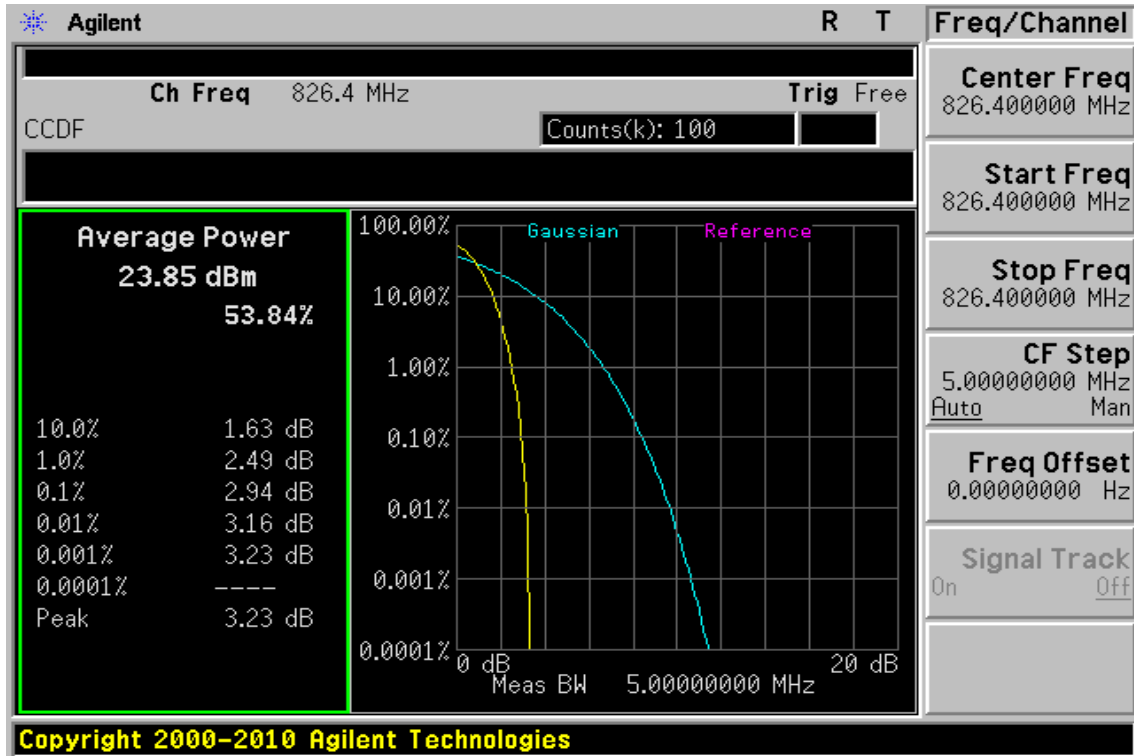 Agilent R T
Ch Freq 826.4 MHz Trig Free
CCDF Counts(k): 100
Average Power
23.85 dBm
53.84%
10.0% 1.63 dB
1.0% 2.49 dB
0.1% 2.94 dB
0.01% 3.16 dB
0.001% 3.23 dB
0.0001% ----
Peak 3.23 dB
Gaussian Reference
100.00%
10.00%
1.00%
0.10%
0.01%
0.001%
0.0001%
0 dB 20 dB
Meas BW 5.00000000 MHz
Freq/Channel
Center Freq
826.400000 MHz
Start Freq
826.400000 MHz
Stop Freq
826.400000 MHz
CF Step
5.00000000 MHz
Auto Man
Freq Offset
0.00000000 Hz
Signal Track
On Off
Copyright 2000-2010 Agilent Technologies